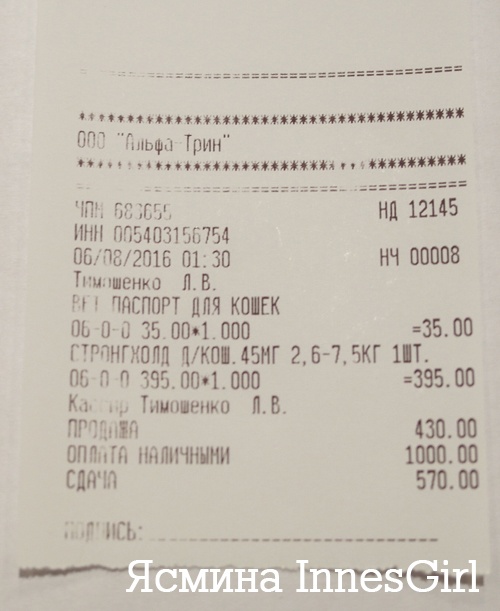 ООО "Альфа-Трин"
ЧПМ 683655 НД 12145
ИНН 005403156754
06/08/2016 01:30 НЧ 00008
Тимошенко Л.В.
ВЕТ ПАСПОРТ ДЛЯ КОШЕК
06-0-0 35.00*1.000 =35.00
СТРОНГХОЛД Д/КОШ.45МГ 2,6-7,5КГ 1ШТ.
06-0-0 395.00*1.000 =395.00
Кассир Тимошенко Л.В.
ПРОДАЖА 430.00
ОПЛАТА НАЛИЧНЫМИ 1000.00
СДАЧА 570.00
ПОДПИСЬ:
Ясмина InnesGirl